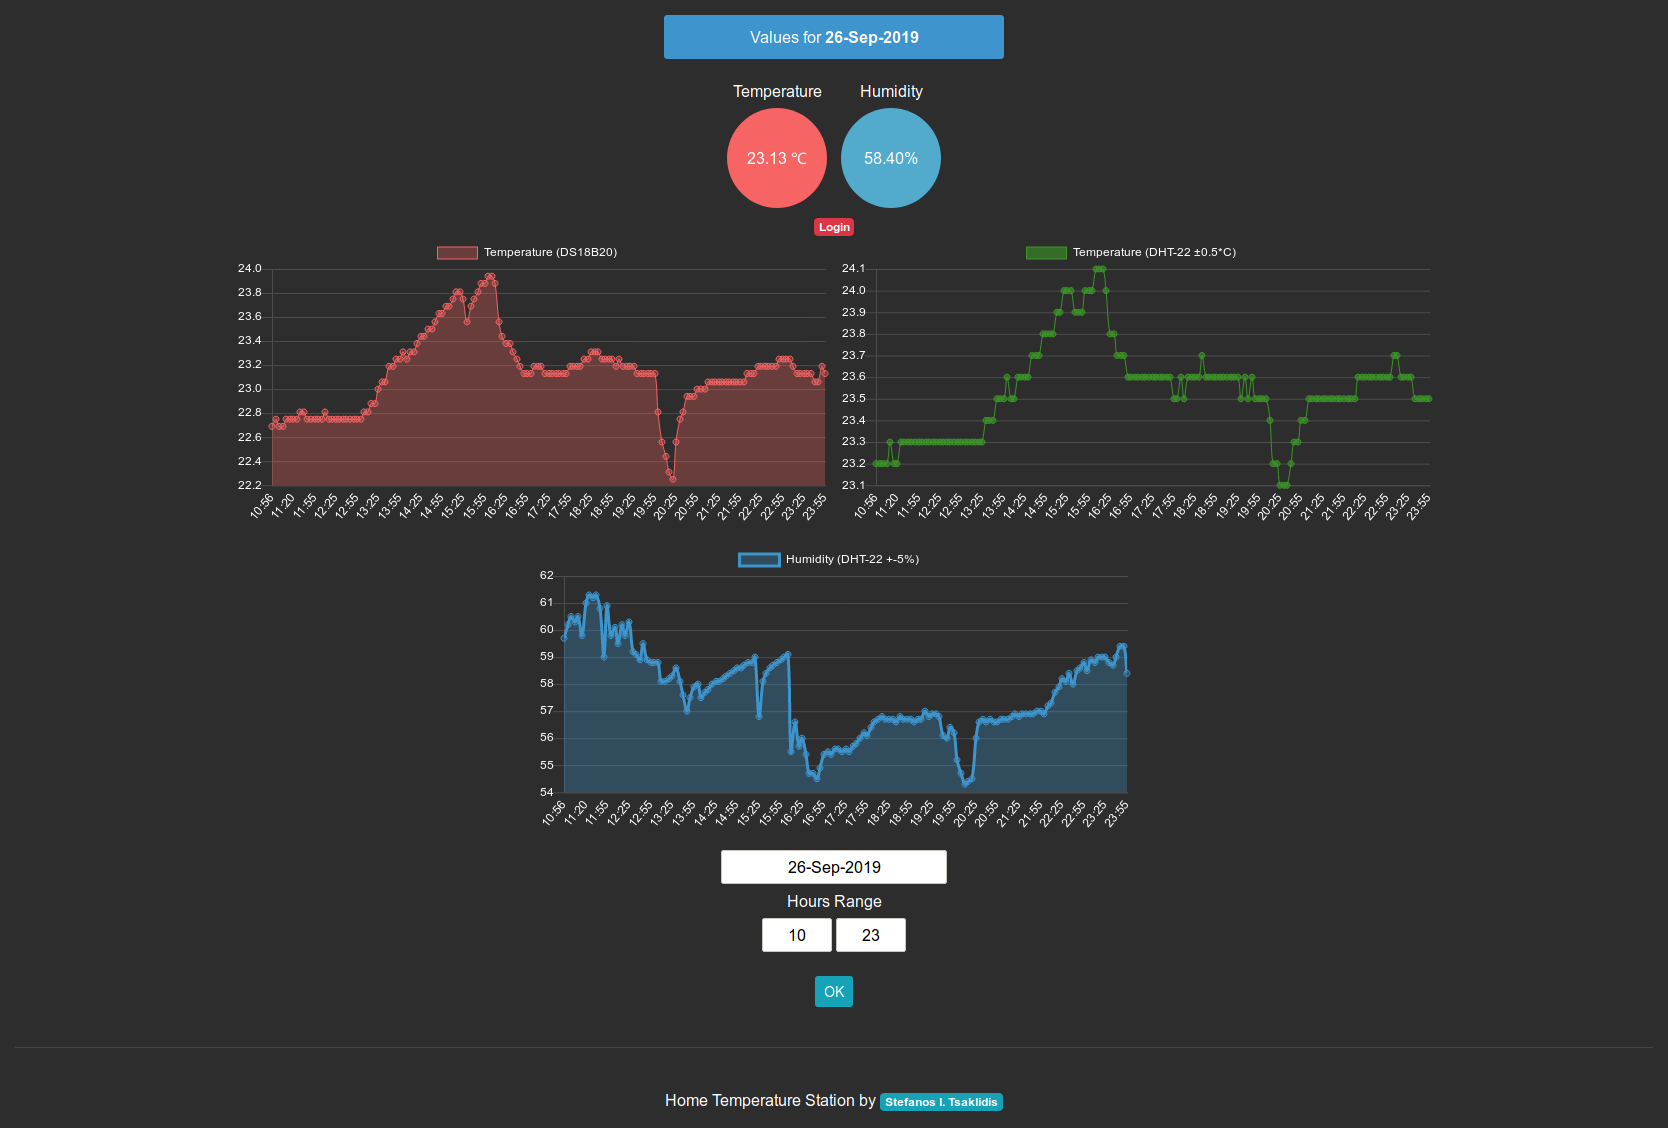 Values for 26-Sep-2019
Temperature Humidity
23.13 ℃ 58.40%
Login
Temperature (DS18B20)
24.0
23.8
23.6
23.4
23.2
23.0
22.8
22.6
22.4
22.2
10:56 11:20 11:55 12:25 12:55 13:25 13:55 14:25 14:55 15:25 15:55 16:25 16:55 17:25 17:55 18:25 18:55 19:25 19:55 20:25 20:55 21:25 21:55 22:25 22:55 23:25 23:55
Temperature (DHT-22 ±0.5*C)
24.1
24.0
23.9
23.8
23.7
23.6
23.5
23.4
23.3
23.2
23.1
10:56 11:20 11:55 12:25 12:55 13:25 13:55 14:25 14:55 15:25 15:55 16:25 16:55 17:25 17:55 18:25 18:55 19:25 19:55 20:25 20:55 21:25 21:55 22:25 22:55 23:25 23:55
Humidity (DHT-22 +-5%)
62
61
60
59
58
57
56
55
54
10:56 11:20 11:55 12:25 12:55 13:25 13:55 14:25 14:55 15:25 15:55 16:25 16:55 17:25 17:55 18:25 18:55 19:25 19:55 20:25 20:55 21:25 21:55 22:25 22:55 23:25 23:55
26-Sep-2019
Hours Range
10 23
OK
Home Temperature Station by Stefanos I. Tsaklidis